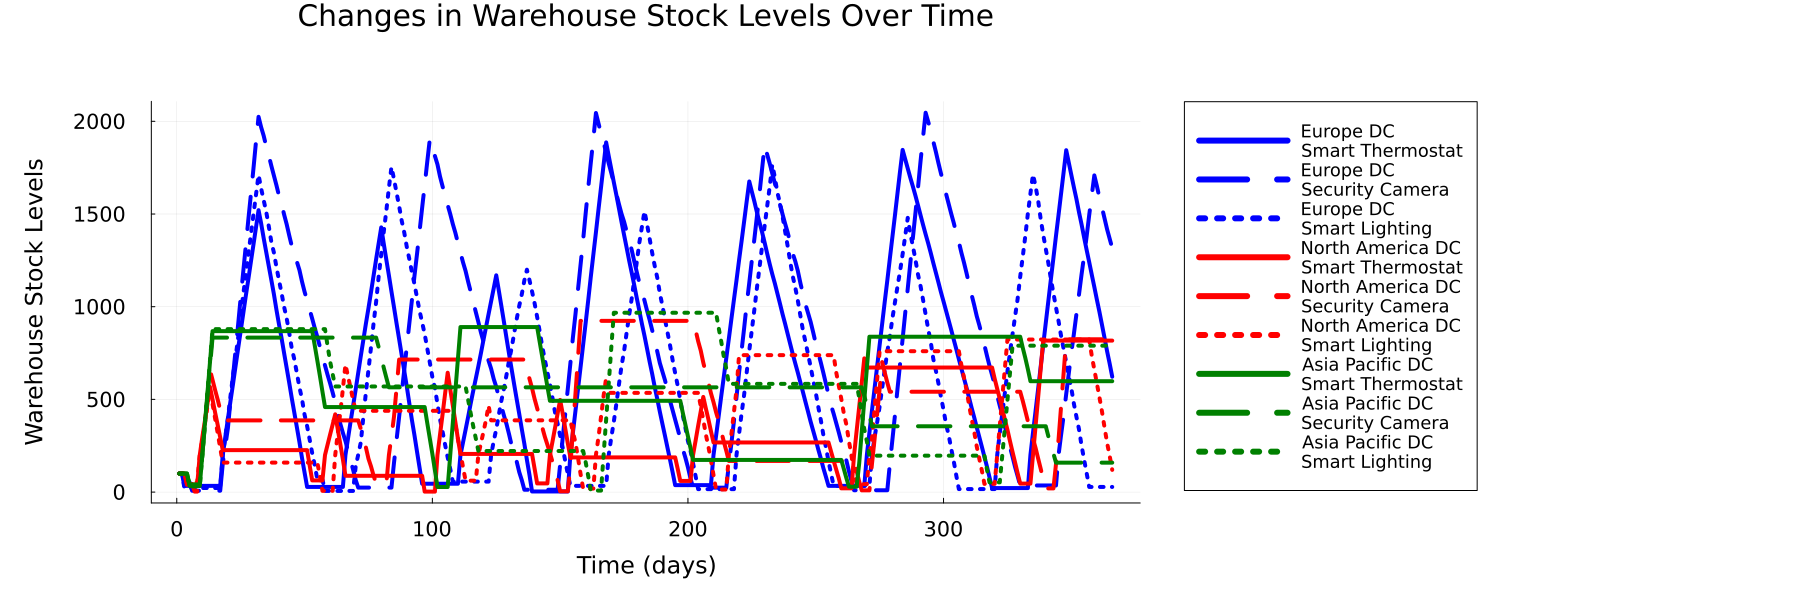 Changes in Warehouse Stock Levels Over Time
Warehouse Stock Levels
2000
1500
1000
500
0
0
100
200
300
Time (days)
Europe DC
Smart Thermostat
Europe DC
Security Camera
Europe DC
Smart Lighting
North America DC
Smart Thermostat
North America DC
Security Camera
North America DC
Smart Lighting
Asia Pacific DC
Smart Thermostat
Asia Pacific DC
Security Camera
Asia Pacific DC
Smart Lighting